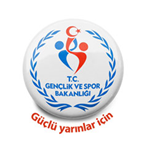 T.C.
GENÇLİK VE SPOR
BAKANLIĞI
Güçlü yarınlar için